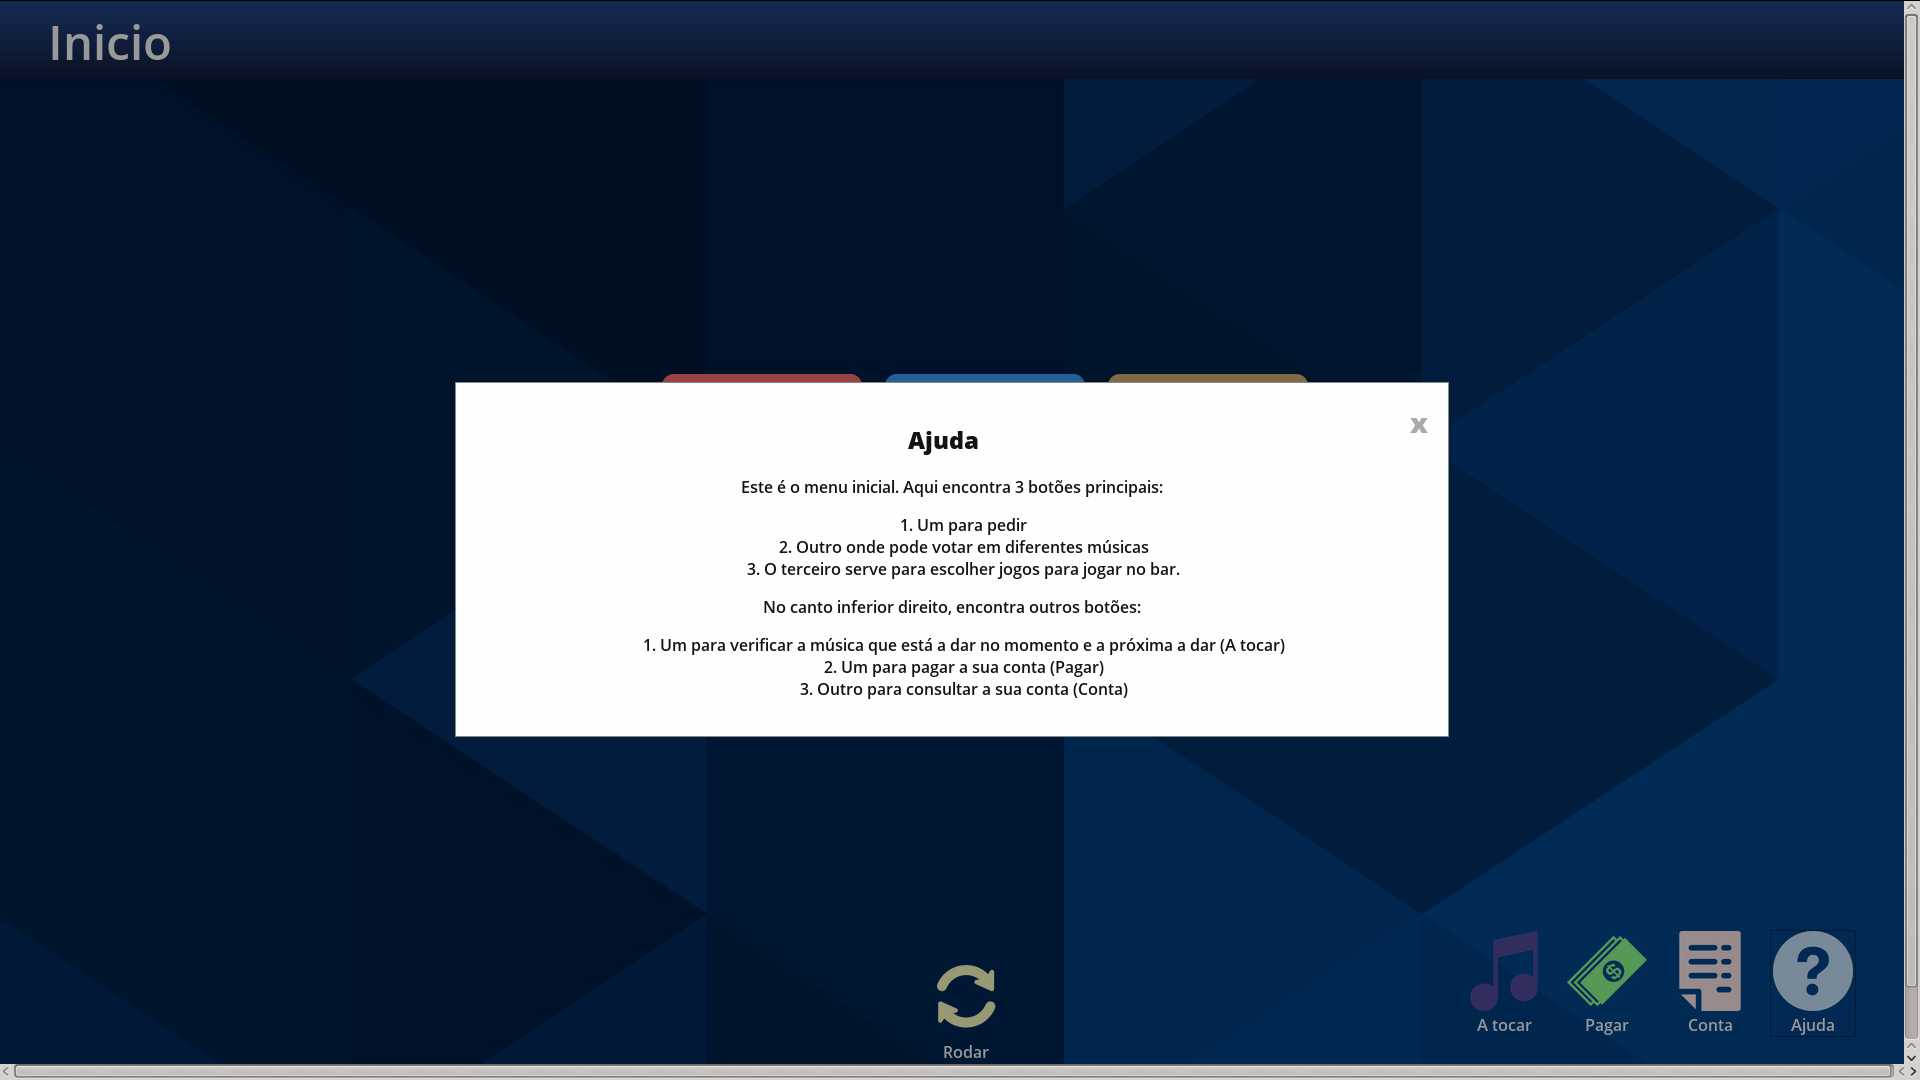 Inicio
x
Ajuda
Este é o menu inicial. Aqui encontra 3 botões principais:
1. Um para pedir
2. Outro onde pode votar em diferentes músicas
3. O terceiro serve para escolher jogos para jogar no bar.
No canto inferior direito, encontra outros botões:
1. Um para verificar a música que está a dar no momento e a próxima a dar (A tocar)
2. Um para pagar a sua conta (Pagar)
3. Outro para consultar a sua conta (Conta)
$
?
A tocar
Pagar
Conta
Ajuda
Rodar